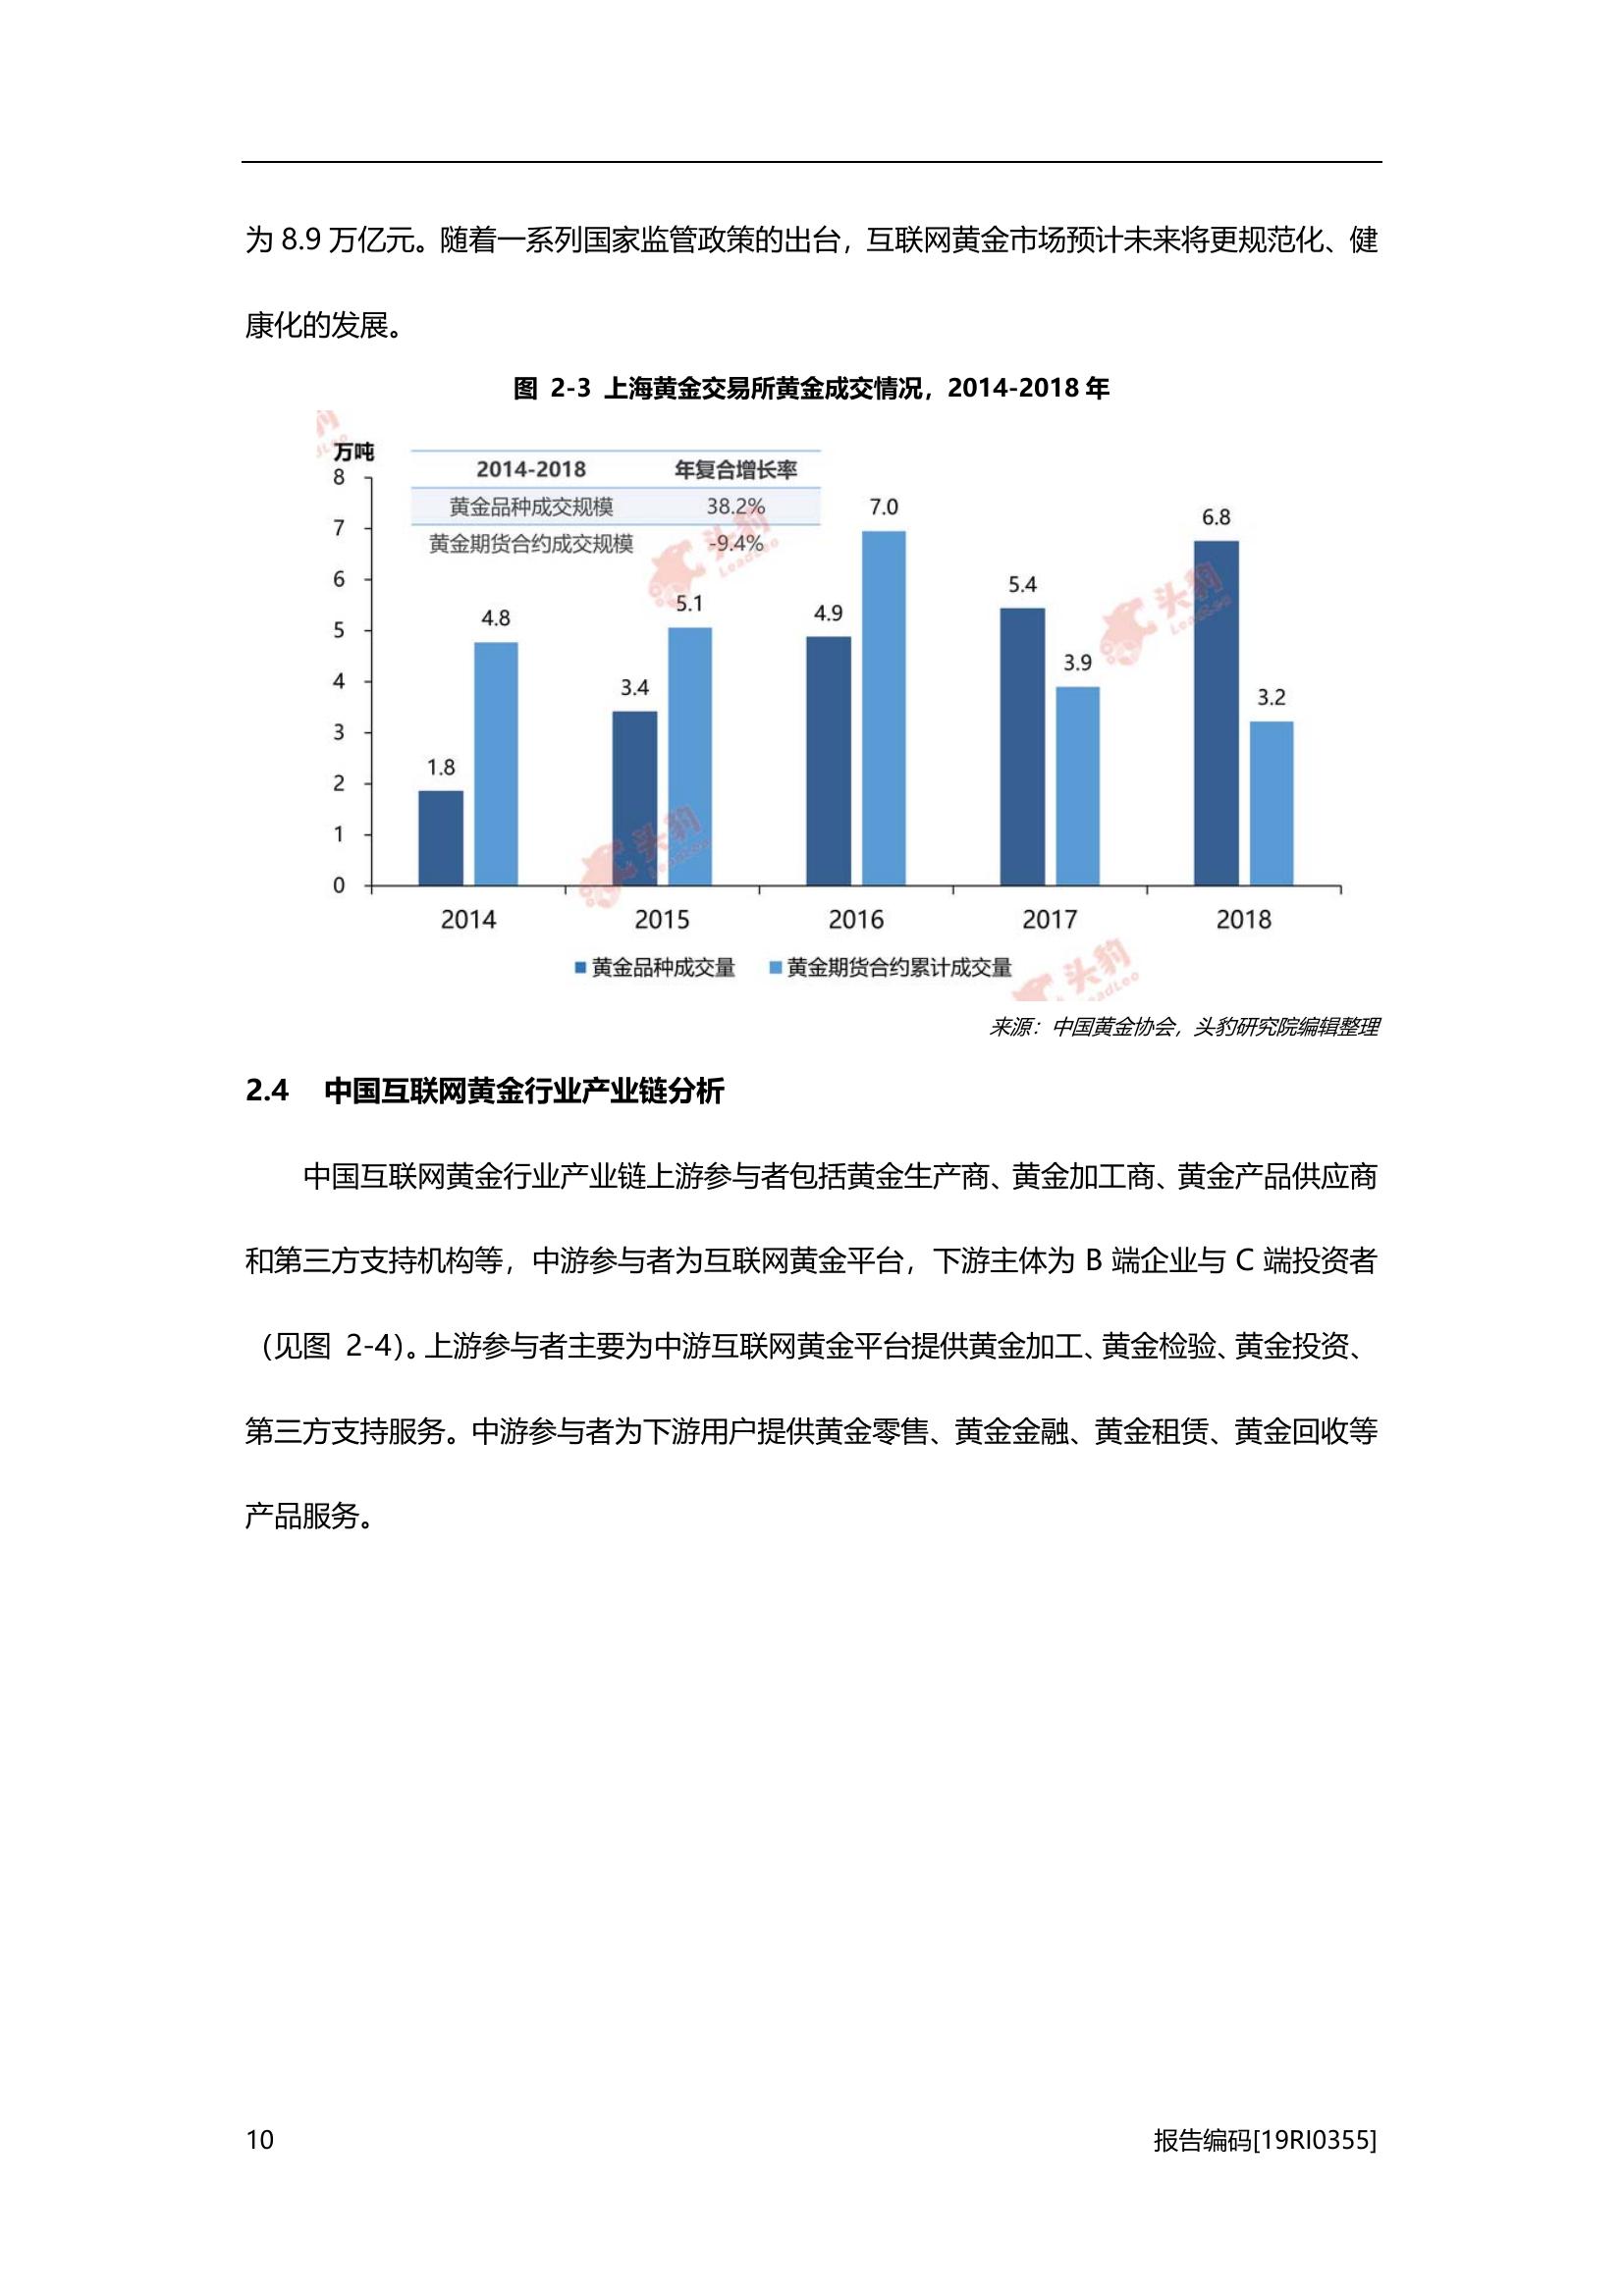 为 8.9 万亿元。随着一系列国家监管政策的出台，互联网黄金市场预计未来将更规范化、健
康化的发展。
图 2-3 上海黄金交易所黄金成交情况，2014-2018 年
万吨
2014-2018 年复合增长率
黄金品种成交规模 38.2%
黄金期货合约成交规模 -9.4%
8
7
6
5
4
3
2
1
0
1.8
4.8
3.4
5.1
4.9
7.0
5.4
3.9
6.8
3.2
2014 2015 2016 2017 2018
黄金品种成交量 黄金期货合约累计成交量
头豹
LeadLeo
头豹
LeadLeo
头豹
LeadLeo
头豹
adLeo
来源：中国黄金协会，头豹研究院编辑整理
2.4 中国互联网黄金行业产业链分析
中国互联网黄金行业产业链上游参与者包括黄金生产商、黄金加工商、黄金产品供应商
和第三方支持机构等，中游参与者为互联网黄金平台，下游主体为 B 端企业与 C 端投资者
（见图 2-4）。上游参与者主要为中游互联网黄金平台提供黄金加工、黄金检验、黄金投资、
第三方支持服务。中游参与者为下游用户提供黄金零售、黄金金融、黄金租赁、黄金回收等
产品服务。
10 报告编码[19RI0355]